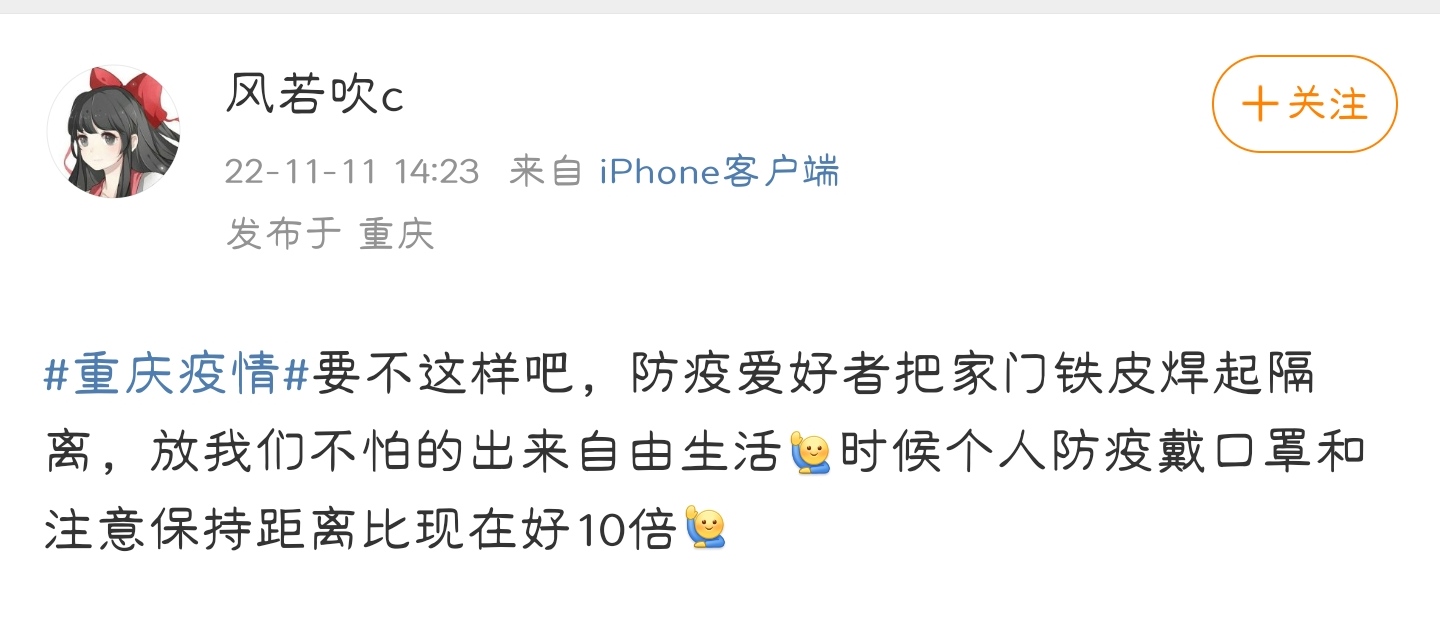 风若吹c
+关注
22-11-11 14:23 来自 iPhone客户端
发布于 重庆
#重庆疫情#要不这样吧，防疫爱好者把家门铁皮焊起隔
离，放我们不怕的出来自由生活🙋时候个人防疫戴口罩和
注意保持距离比现在好10倍🙋